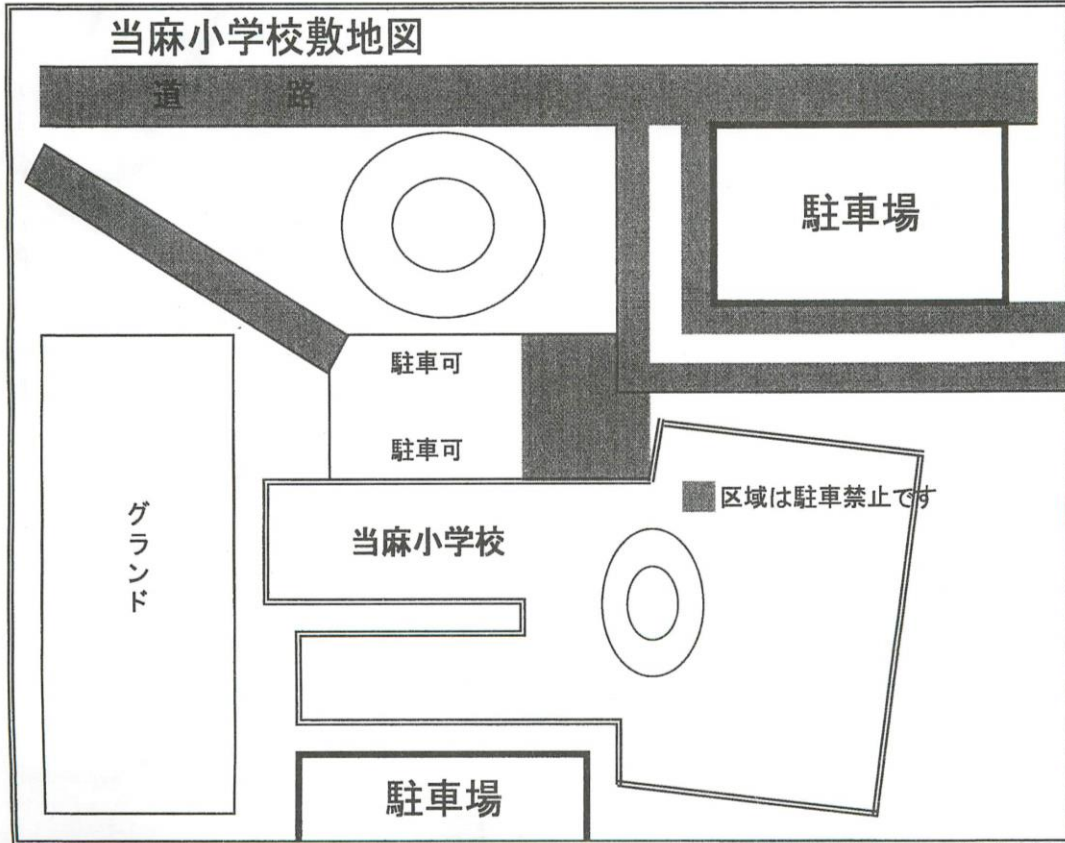 当麻小学校敷地図
道　路
駐車場
駐車可
駐車可
区域は駐車禁止です
当麻小学校
グランド
駐車場